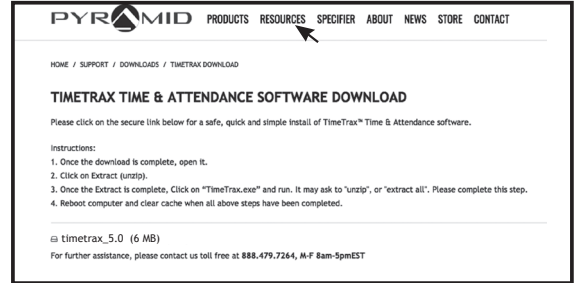 PYRAMID PRODUCTS RESOURCES SPECIFIER ABOUT NEWS STORE CONTACT
HOME / SUPPORT / DOWNLOADS / TIMETRAX DOWNLOAD
TIMETRAX TIME & ATTENDANCE SOFTWARE DOWNLOAD
Please click on the secure link below for a safe, quick and simple install of TimeTrax™ Time & Attendance software.
Instructions:
1. Once the download is complete, open it.
2. Click on Extract (unzip).
3. Once the Extract is complete, Click on “TimeTrax.exe” and run. It may ask to "unzip", or "extract all". Please complete this step.
4. Reboot computer and clear cache when all above steps have been completed.
timetrax_5.0 (6 MB)
For further assistance, please contact us toll free at 888.479.7264, M-F 8am-5pmEST